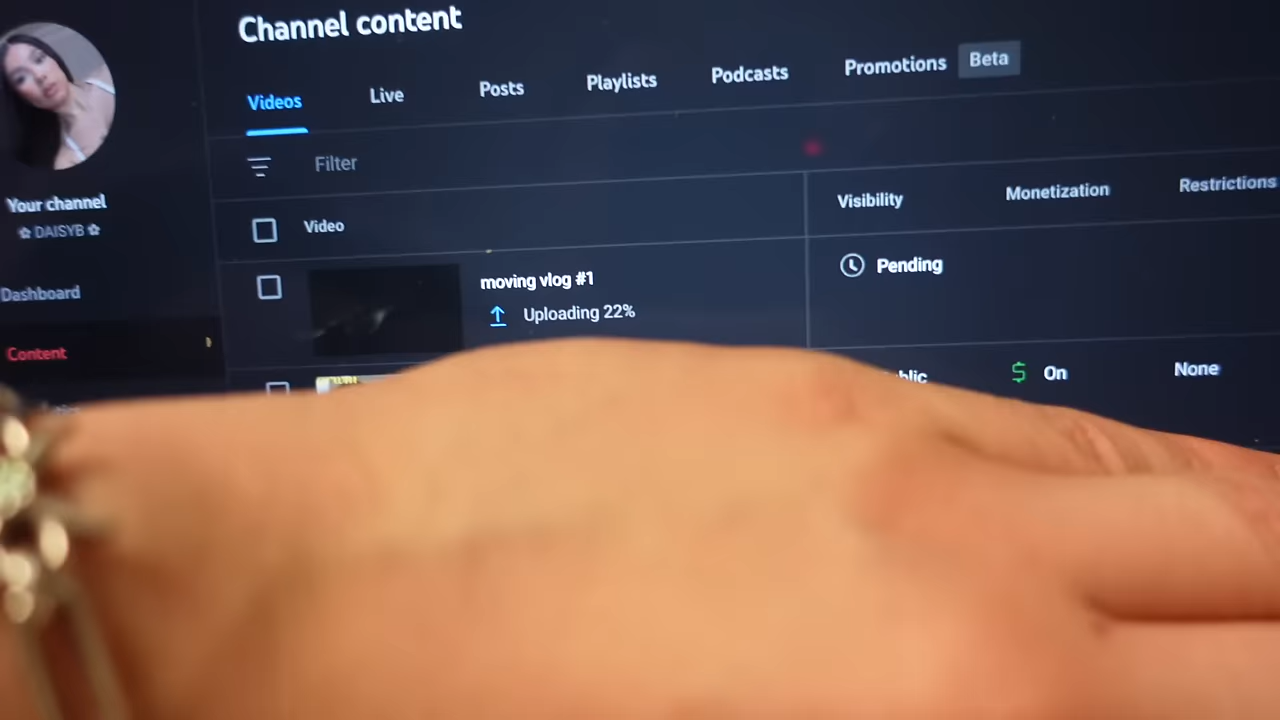 Channel content
Videos Live Posts Playlists Podcasts Promotions Beta
Filter
Your channel
✿ DAISYB ✿
Video Visibility Monetization Restrictions
moving vlog #1 Pending
Uploading 22%
Dashboard
Content
On None